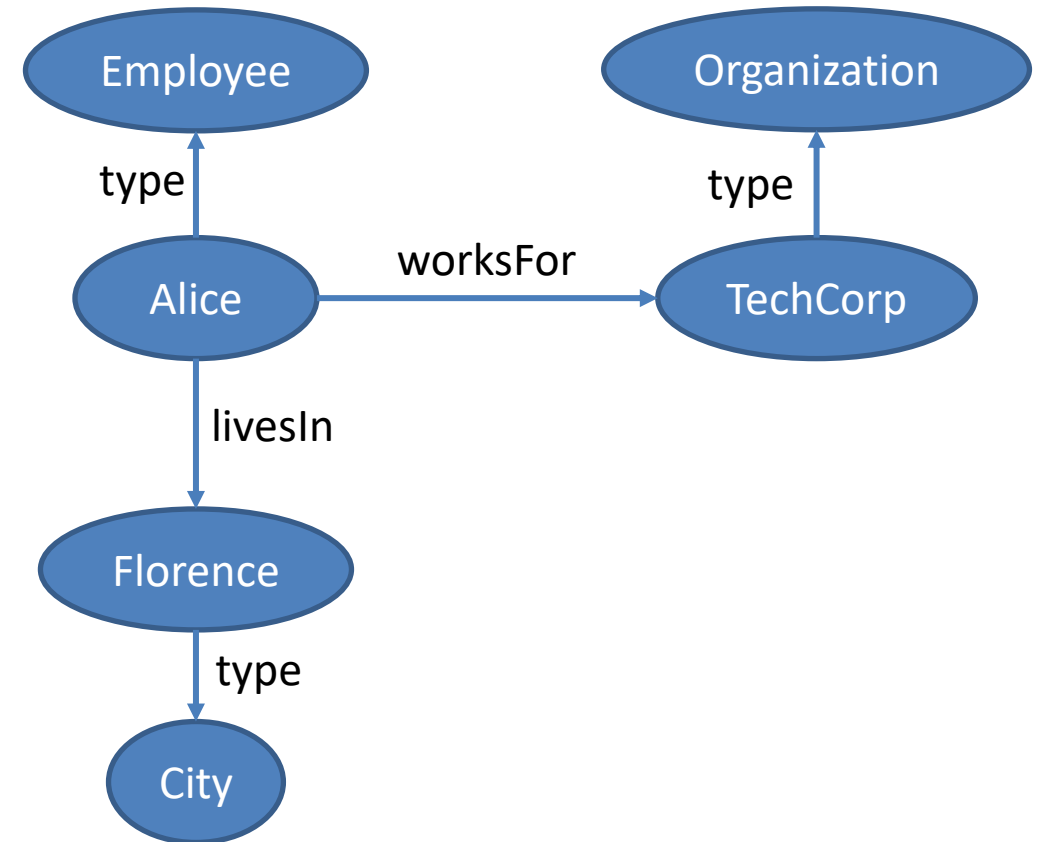 Employee
Organization
type
type
Alice
worksFor
TechCorp
livesIn
Florence
type
City